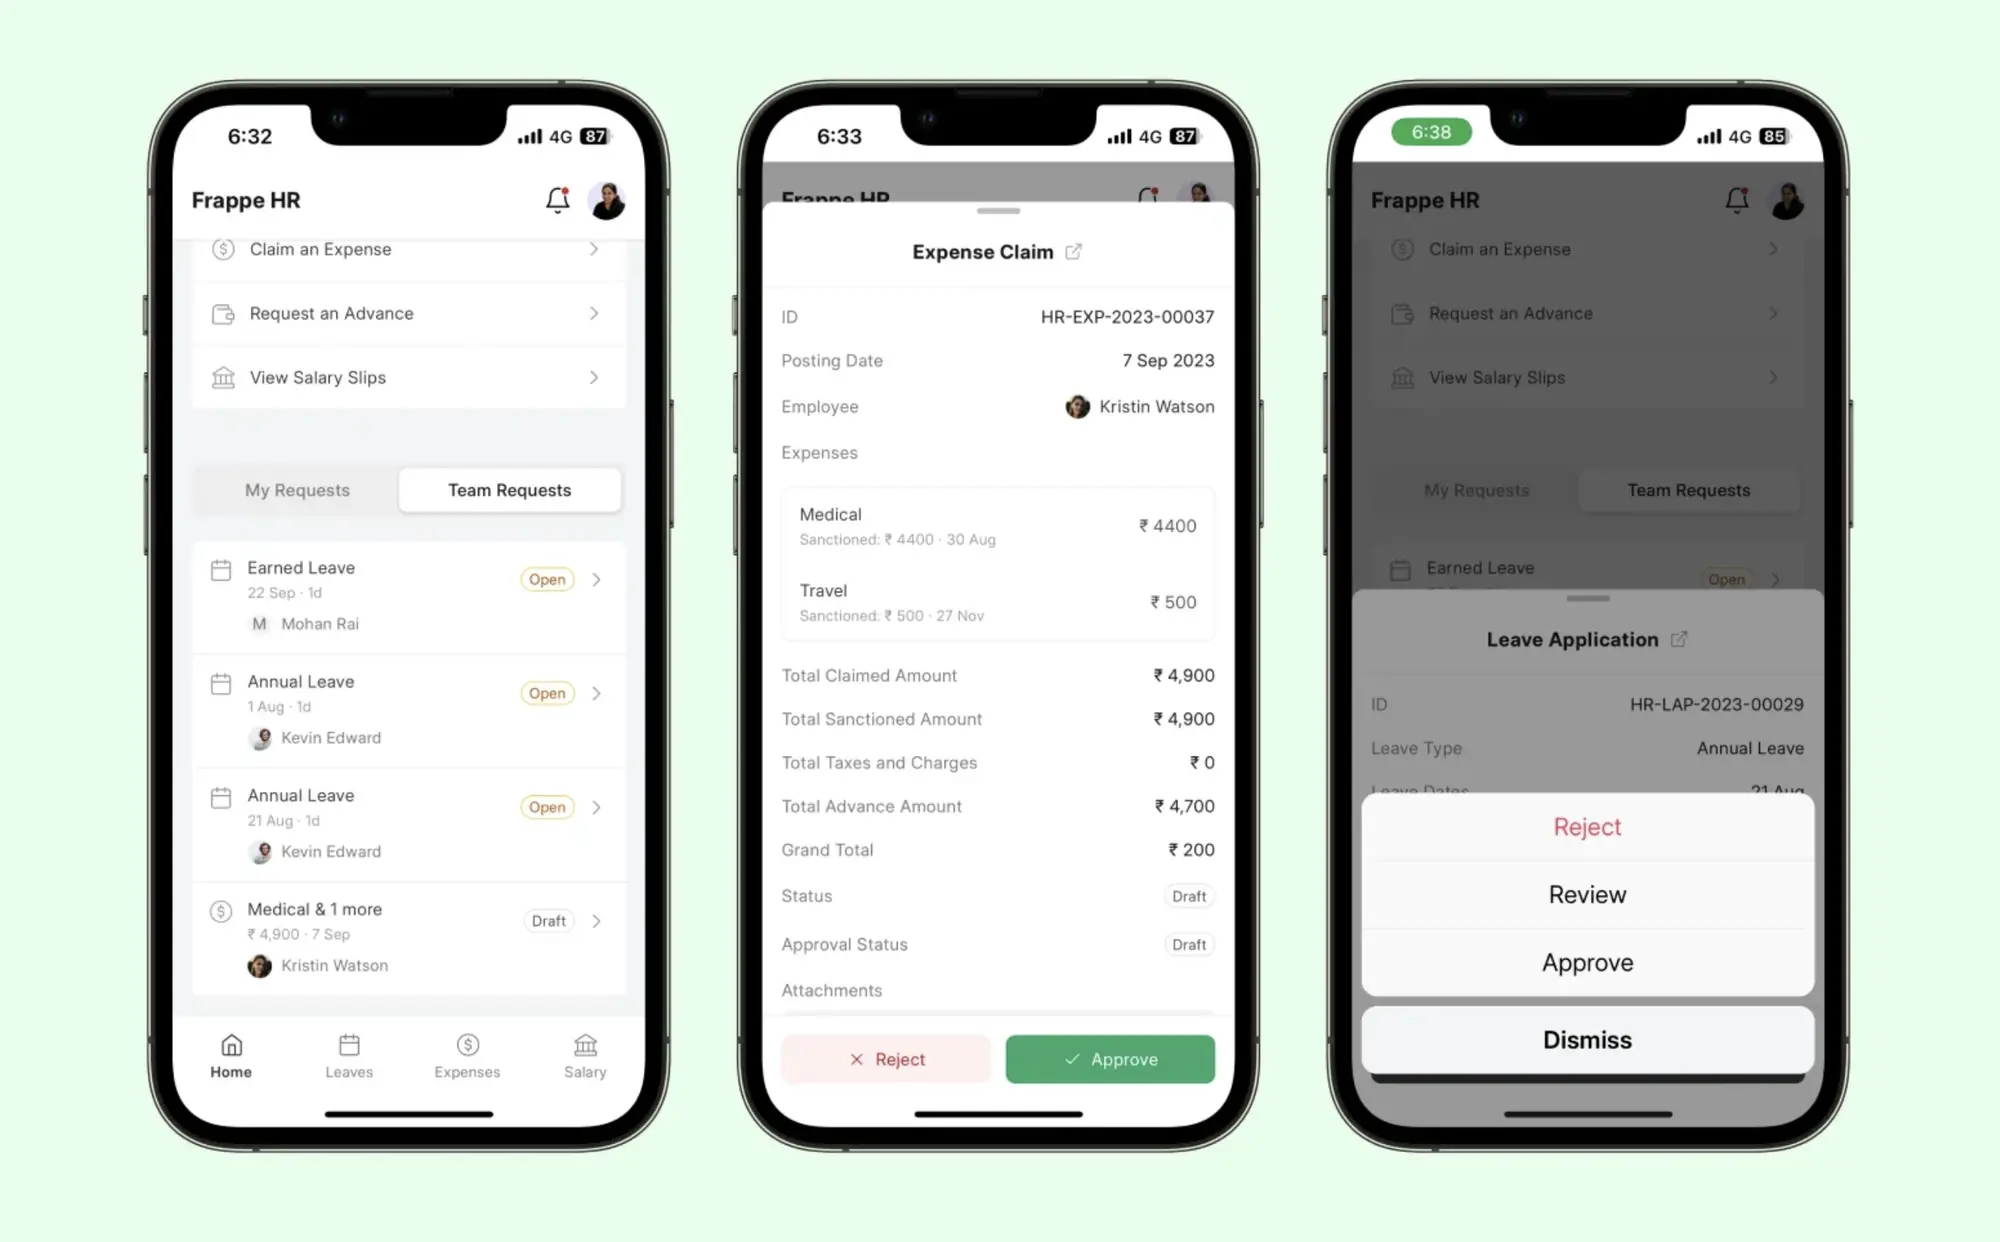 6:32
4G 87
Frappe HR
Claim an Expense
Request an Advance
View Salary Slips
My Requests
Team Requests
Earned Leave
Open
22 Sep · 1d
M Mohan Rai
Annual Leave
Open
1 Aug · 1d
Kevin Edward
Annual Leave
Open
21 Aug · 1d
Kevin Edward
Medical & 1 more
Draft
₹ 4,900 · 7 Sep
Kristin Watson
Home
Leaves
Expenses
Salary
6:33
4G 87
Frappe HR
Expense Claim
ID
HR-EXP-2023-00037
Posting Date
7 Sep 2023
Employee
Kristin Watson
Expenses
Medical
₹ 4400
Sanctioned: ₹ 4400 · 30 Aug
Travel
₹ 500
Sanctioned: ₹ 500 · 27 Nov
Total Claimed Amount
₹ 4,900
Total Sanctioned Amount
₹ 4,900
Total Taxes and Charges
₹ 0
Total Advance Amount
₹ 4,700
Grand Total
₹ 200
Status
Draft
Approval Status
Draft
Attachments
Reject
Approve
6:38
4G 85
Frappe HR
Claim an Expense
Request an Advance
View Salary Slips
My Requests
Team Requests
Earned Leave
Open
Leave Application
ID
HR-LAP-2023-00029
Leave Type
Annual Leave
Leave Dates
21 Aug
Reject
Review
Approve
Dismiss